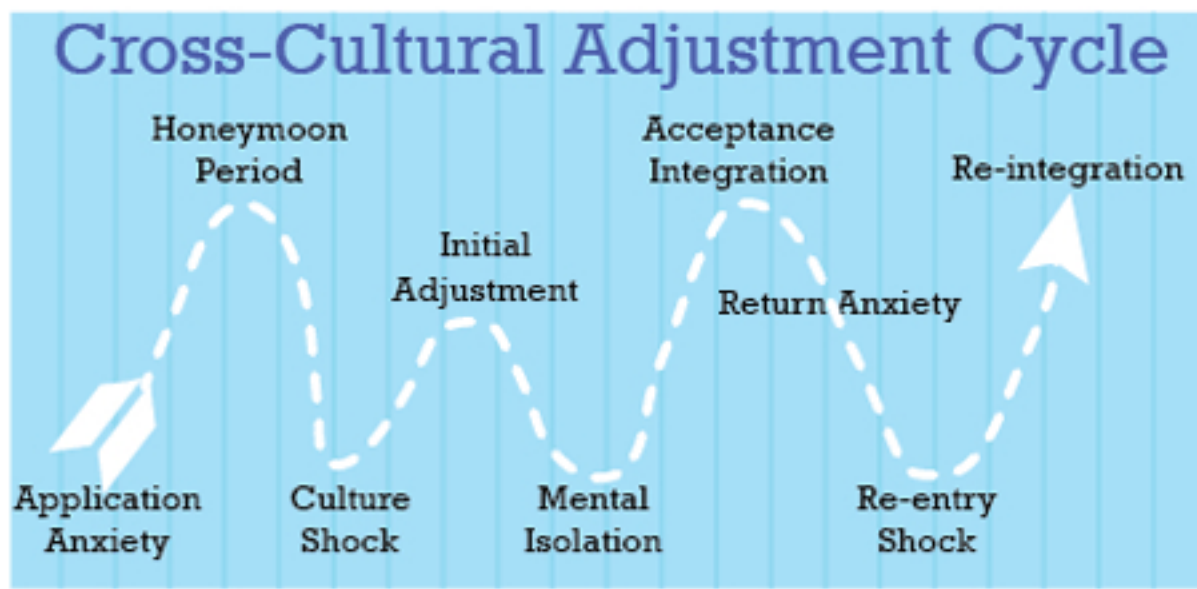 Cross-Cultural Adjustment Cycle
Honeymoon
Period
Acceptance
Integration
Re-integration
Initial
Adjustment
Return Anxiety
Application
Anxiety
Culture
Shock
Mental
Isolation
Re-entry
Shock